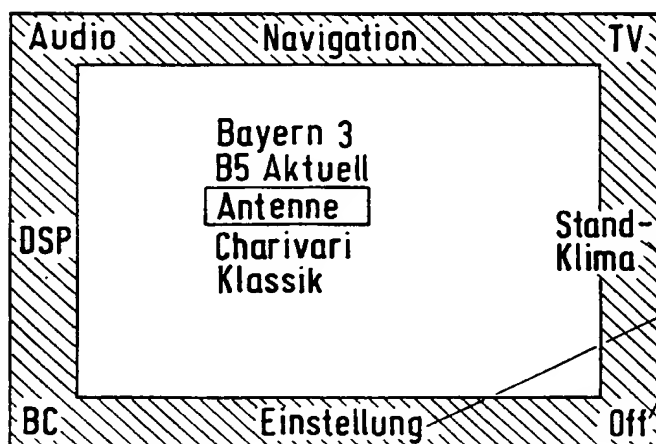 Audio Navigation TV
Bayern 3
B5 Aktuell
Antenne
DSP
Charivari
Klassik
Stand-
Klima
BC Einstellung Off